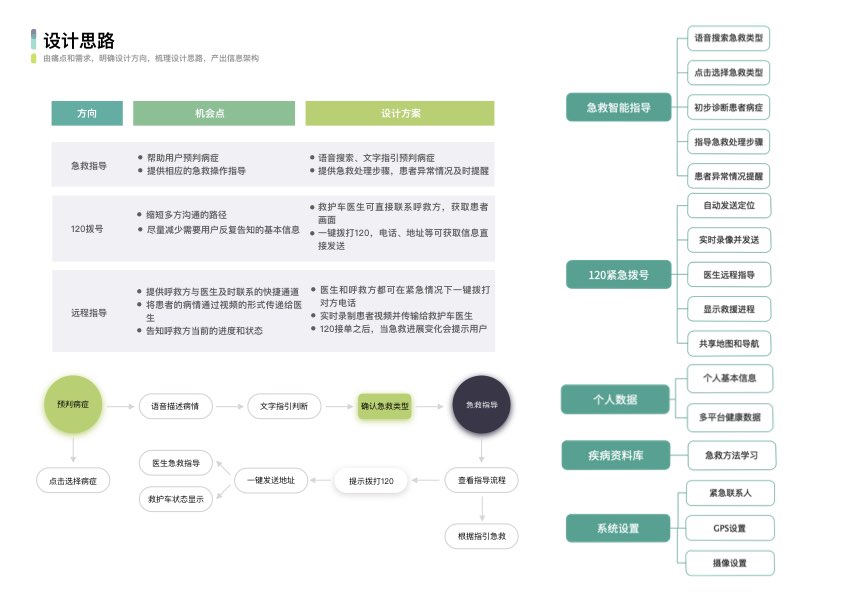 设计思路
由痛点和需求，明确设计方向，梳理设计思路，产出信息架构
方向
机会点
设计方案
急救指导
帮助用户预判病症
提供相应的急救操作指导
语音搜索、文字指引预判病症
提供急救处理步骤，患者异常情况及时提醒
120拨号
缩短多方沟通的路径
尽量减少需要用户反复告知的基本信息
救护车医生可直接联系呼救方，获取患者
画面
一键拨打120，电话、地址等可获取信息直
接发送
远程指导
提供呼救方与医生及时联系的快捷通道
将患者的病情通过视频的形式传递给医
生
告知呼救方当前的进度和状态
医生和呼救方都可在紧急情况下一键拨打
对方电话
实时录制患者视频并传输给救护车医生
120接单之后，当急救进展变化会提示用户
预判病症
语音描述病情
文字指引判断
确认急救类型
急救指导
点击选择病症
医生急救指导
救护车状态显示
一键发送地址
提示拨打120
查看指导流程
根据指引急救
急救智能指导
语音搜索急救类型
点击选择急救类型
初步诊断患者病症
指导急救处理步骤
患者异常情况提醒
120紧急拨号
自动发送定位
实时录像并发送
医生远程指导
显示救援进程
共享地图和导航
个人数据
个人基本信息
多平台健康数据
疾病资料库
急救方法学习
系统设置
紧急联系人
GPS设置
摄像设置